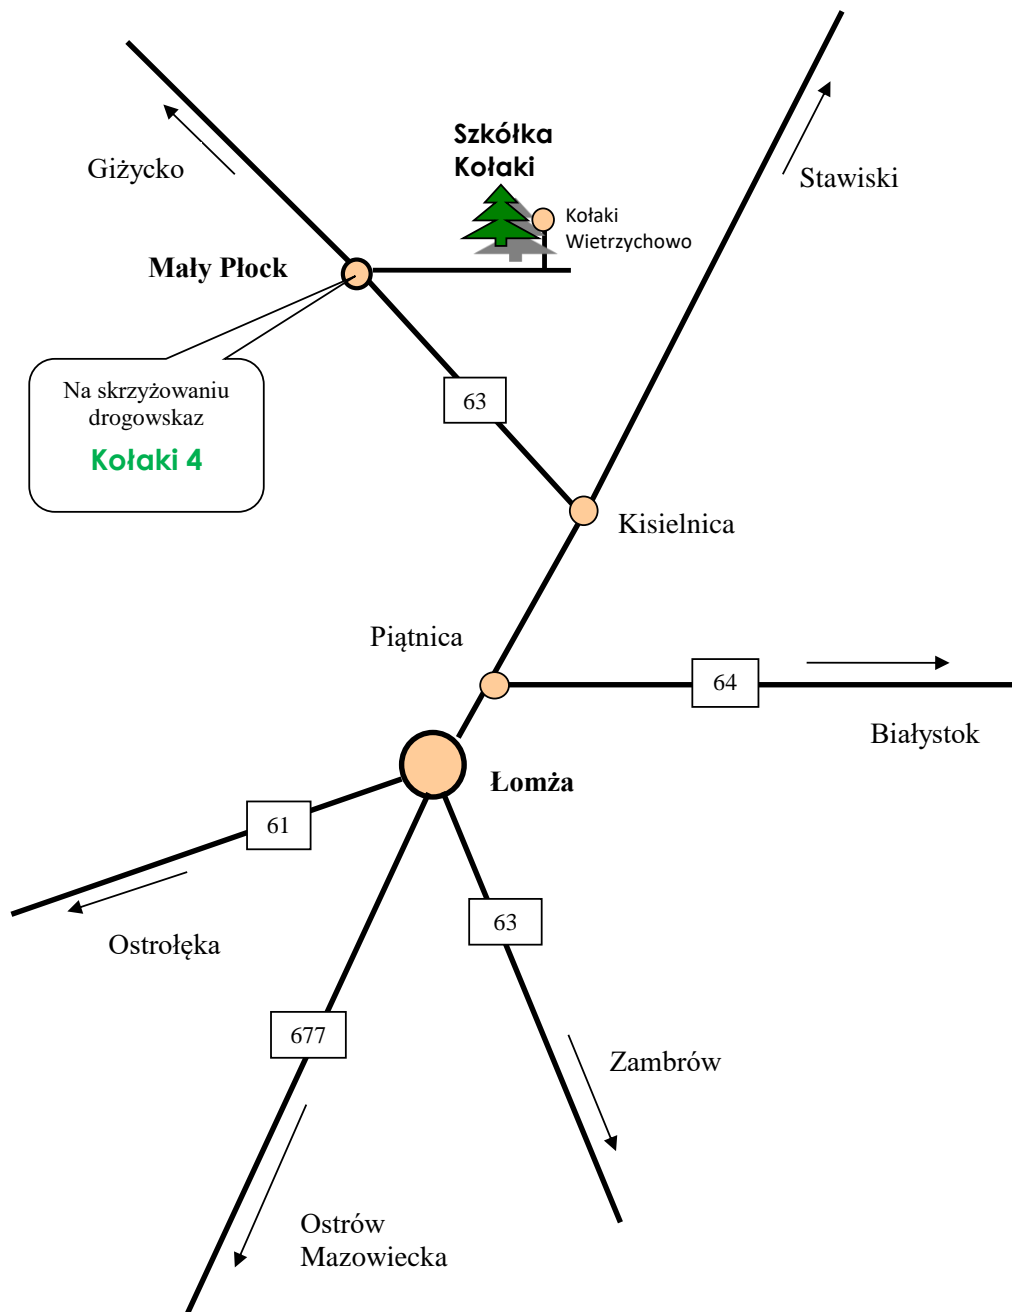 Szkółka
Kołaki
Giżycko
Stawiski
Kołaki
Wietrzychowo
Mały Płock
Na skrzyżowaniu
drogowskaz
Kołaki 4
63
Kisielnica
Piątnica
64
Białystok
Łomża
61
63
Ostrołęka
677
Zambrów
Ostrów
Mazowiecka